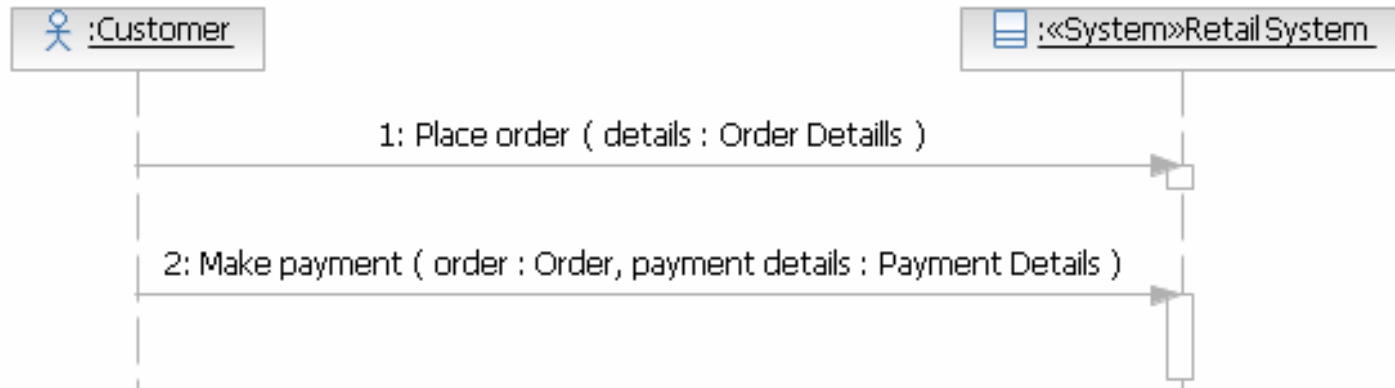 :Customer
:«System»Retail System
1: Place order ( details : Order Detaills )
2: Make payment ( order : Order, payment details : Payment Details )